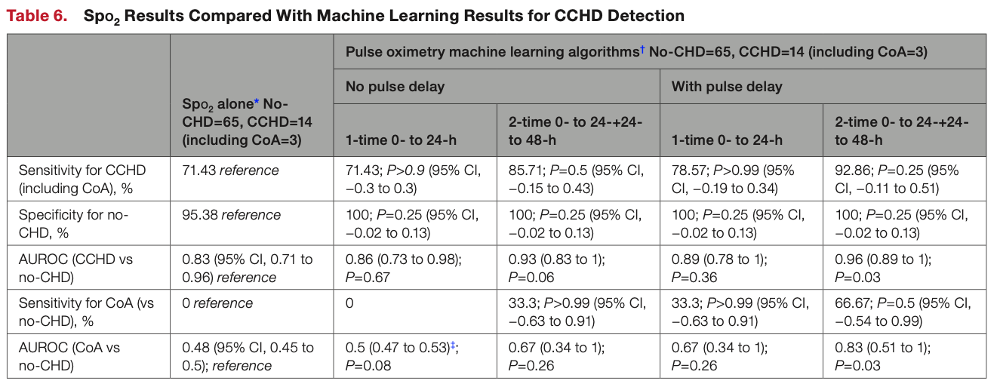 Table 6. Spo2 Results Compared With Machine Learning Results for CCHD Detection
Pulse oximetry machine learning algorithms† No-CHD=65, CCHD=14 (including CoA=3)
Spo2 alone* No-
CHD=65, CCHD=14
(including CoA=3)
No pulse delay
With pulse delay
1-time 0- to 24-h
2-time 0- to 24-+24-
to 48-h
1-time 0- to 24-h
2-time 0- to 24-+24-
to 48-h
Sensitivity for CCHD
(including CoA), %
71.43 reference
71.43; P>0.9 (95% CI,
−0.3 to 0.3)
85.71; P=0.5 (95% CI,
−0.15 to 0.43)
78.57; P>0.99 (95%
CI, −0.19 to 0.34)
92.86; P=0.25 (95%
CI, −0.11 to 0.51)
Specificity for no-
CHD, %
95.38 reference
100; P=0.25 (95% CI,
−0.02 to 0.13)
100; P=0.25 (95% CI,
−0.02 to 0.13)
100; P=0.25 (95% CI,
−0.02 to 0.13)
100; P=0.25 (95% CI,
−0.02 to 0.13)
AUROC (CCHD vs
no-CHD)
0.83 (95% CI, 0.71 to
0.96) reference
0.86 (0.73 to 0.98);
P=0.67
0.93 (0.83 to 1);
P=0.06
0.89 (0.78 to 1);
P=0.36
0.96 (0.89 to 1);
P=0.03
Sensitivity for CoA (vs
no-CHD), %
0 reference
0
33.3; P>0.99 (95% CI,
−0.63 to 0.91)
33.3; P>0.99 (95% CI,
−0.63 to 0.91)
66.67; P=0.5 (95% CI,
−0.54 to 0.99)
AUROC (CoA vs
no-CHD)
0.48 (95% CI, 0.45 to
0.5); reference
0.5 (0.47 to 0.53)‡;
P=0.08
0.67 (0.34 to 1);
P=0.26
0.67 (0.34 to 1);
P=0.26
0.83 (0.51 to 1);
P=0.03